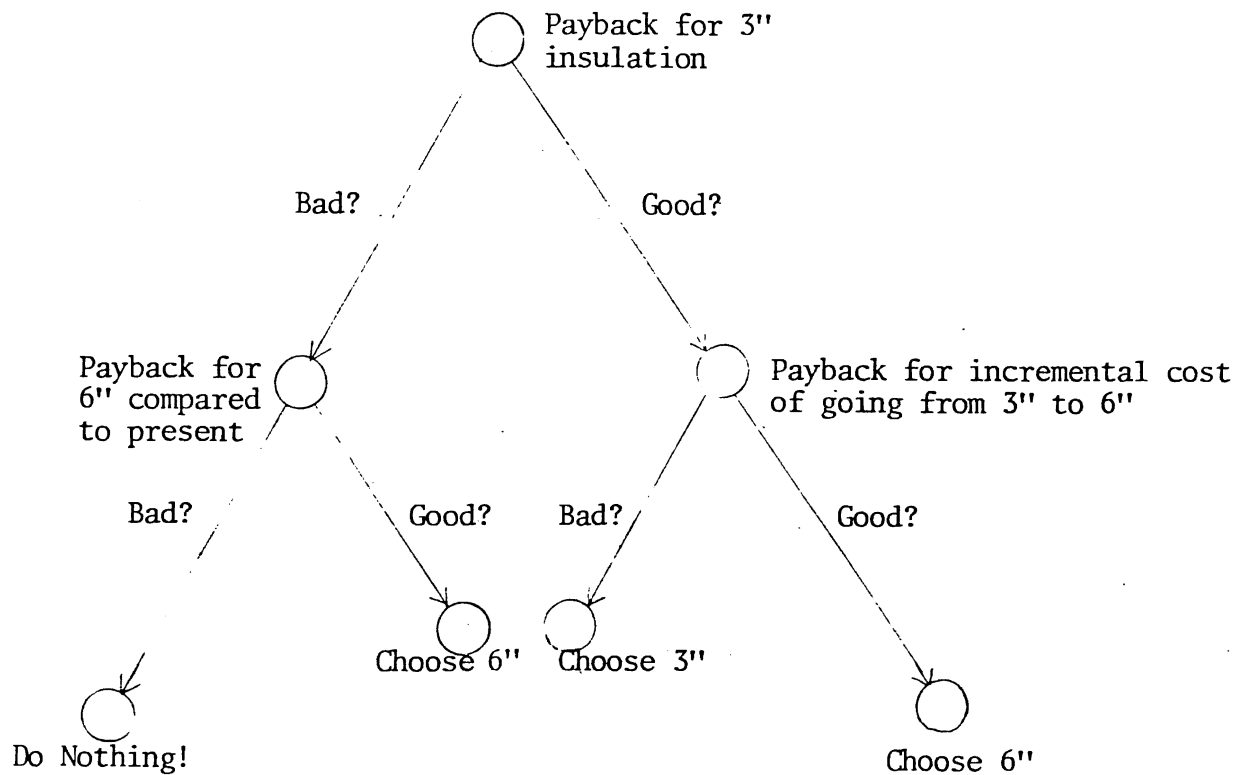 Payback for 3"
insulation
Bad?
Good?
Payback for
6" compared
to present
Payback for incremental cost
of going from 3" to 6"
Bad?
Good?
Bad?
Good?
Choose 6"
Choose 3"
Do Nothing!
Choose 6"